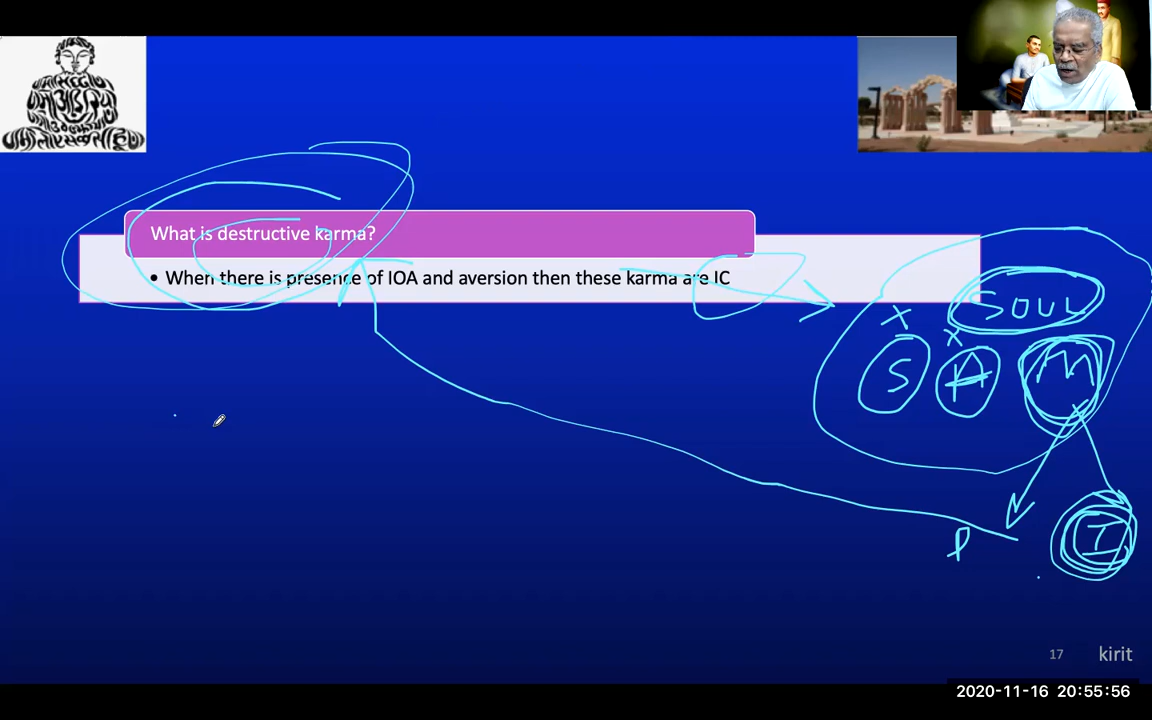 What is destructive karma?
• When there is presence of IOA and aversion then these karma are IC
SOUL
X
X
S
A
M
P
I
17
kirit
2020-11-16 20:55:56